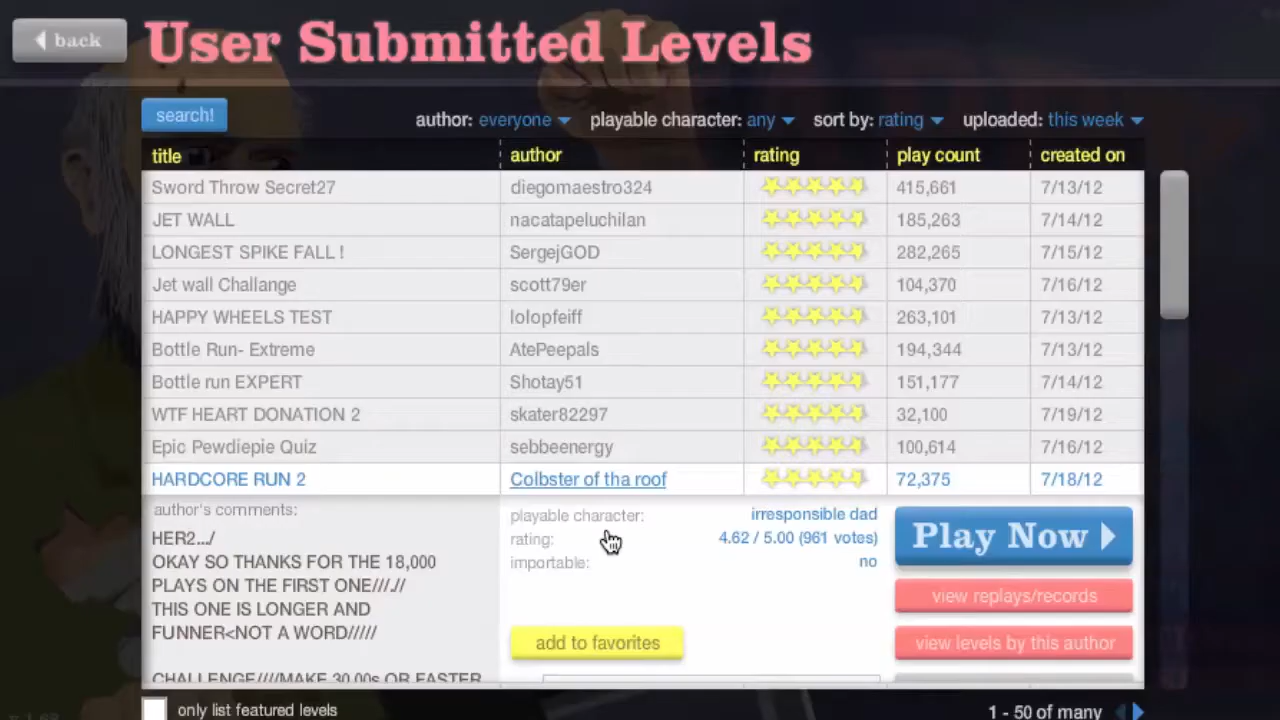 back
User Submitted Levels
search!
author: everyone playable character: any sort by: rating uploaded: this week
title author rating play count created on
Sword Throw Secret27 diegomaestro324 415,661 7/13/12
JET WALL nacatapeluchilan 185,263 7/14/12
LONGEST SPIKE FALL ! SergejGOD 282,265 7/15/12
Jet wall Challange scott79er 104,370 7/16/12
HAPPY WHEELS TEST lolopfeiff 263,101 7/13/12
Bottle Run- Extreme AtePeepals 194,344 7/13/12
Bottle run EXPERT Shotay51 151,177 7/14/12
WTF HEART DONATION 2 skater82297 32,100 7/19/12
Epic Pewdiepie Quiz sebbeenergy 100,614 7/16/12
HARDCORE RUN 2 Colbster of tha roof 72,375 7/18/12
author's comments:
HER2.../
OKAY SO THANKS FOR THE 18,000
PLAYS ON THE FIRST ONE///.//
THIS ONE IS LONGER AND
FUNNER<NOT A WORD/////
CHALLENGE////MAKE 30.00s OR FASTER
playable character: irresponsible dad
rating: 4.62 / 5.00 (961 votes)
importable: no
add to favorites
Play Now
view replays/records
view levels by this author
only list featured levels
1 - 50 of many